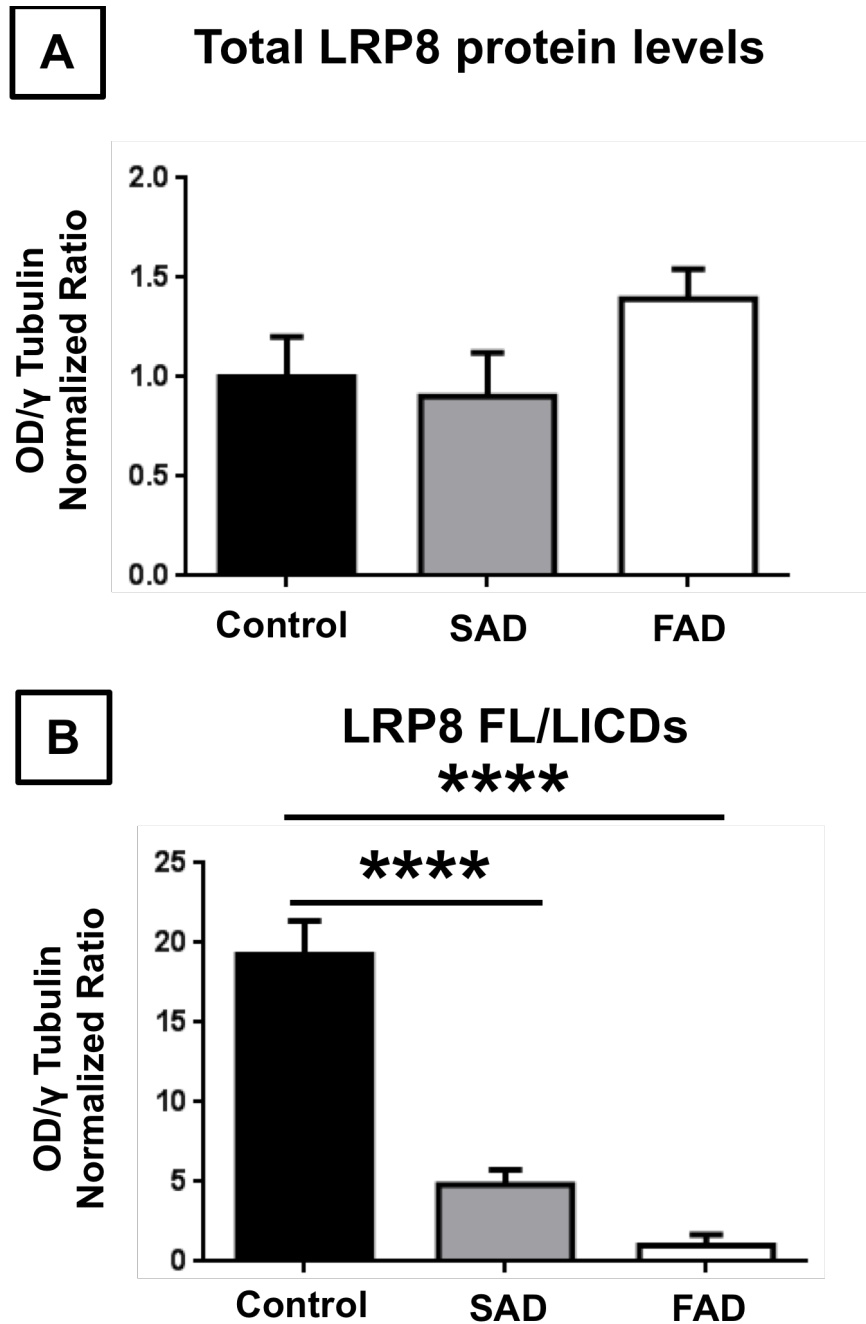 A
Total LRP8 protein levels
OD/γ Tubulin
Normalized Ratio
2.0
1.5
1.0
0.5
0.0
Control SAD FAD
B
LRP8 FL/LICDs
****
****
OD/γ Tubulin
Normalized Ratio
25
20
15
10
5
0
Control SAD FAD